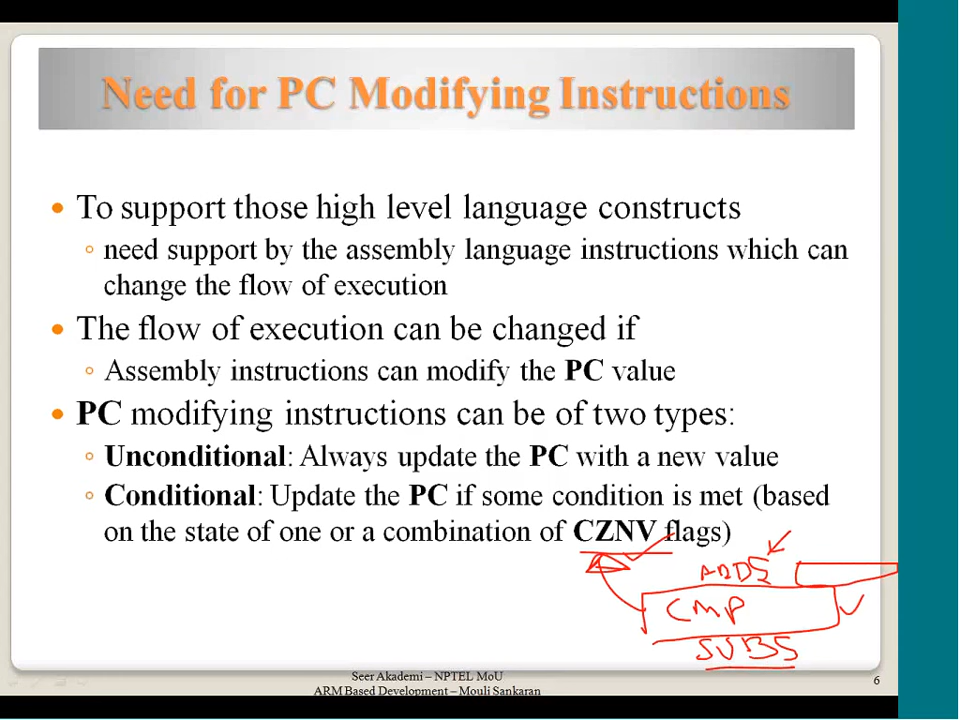 Need for PC Modifying Instructions
• To support those high level language constructs
◦ need support by the assembly language instructions which can
change the flow of execution
• The flow of execution can be changed if
◦ Assembly instructions can modify the PC value
• PC modifying instructions can be of two types:
◦ Unconditional: Always update the PC with a new value
◦ Conditional: Update the PC if some condition is met (based
on the state of one or a combination of CZNV flags)
ADDS
CMP
SUBS
Seer Akademi – NPTEL MoU
ARM Based Development – Mouli Sankaran
6